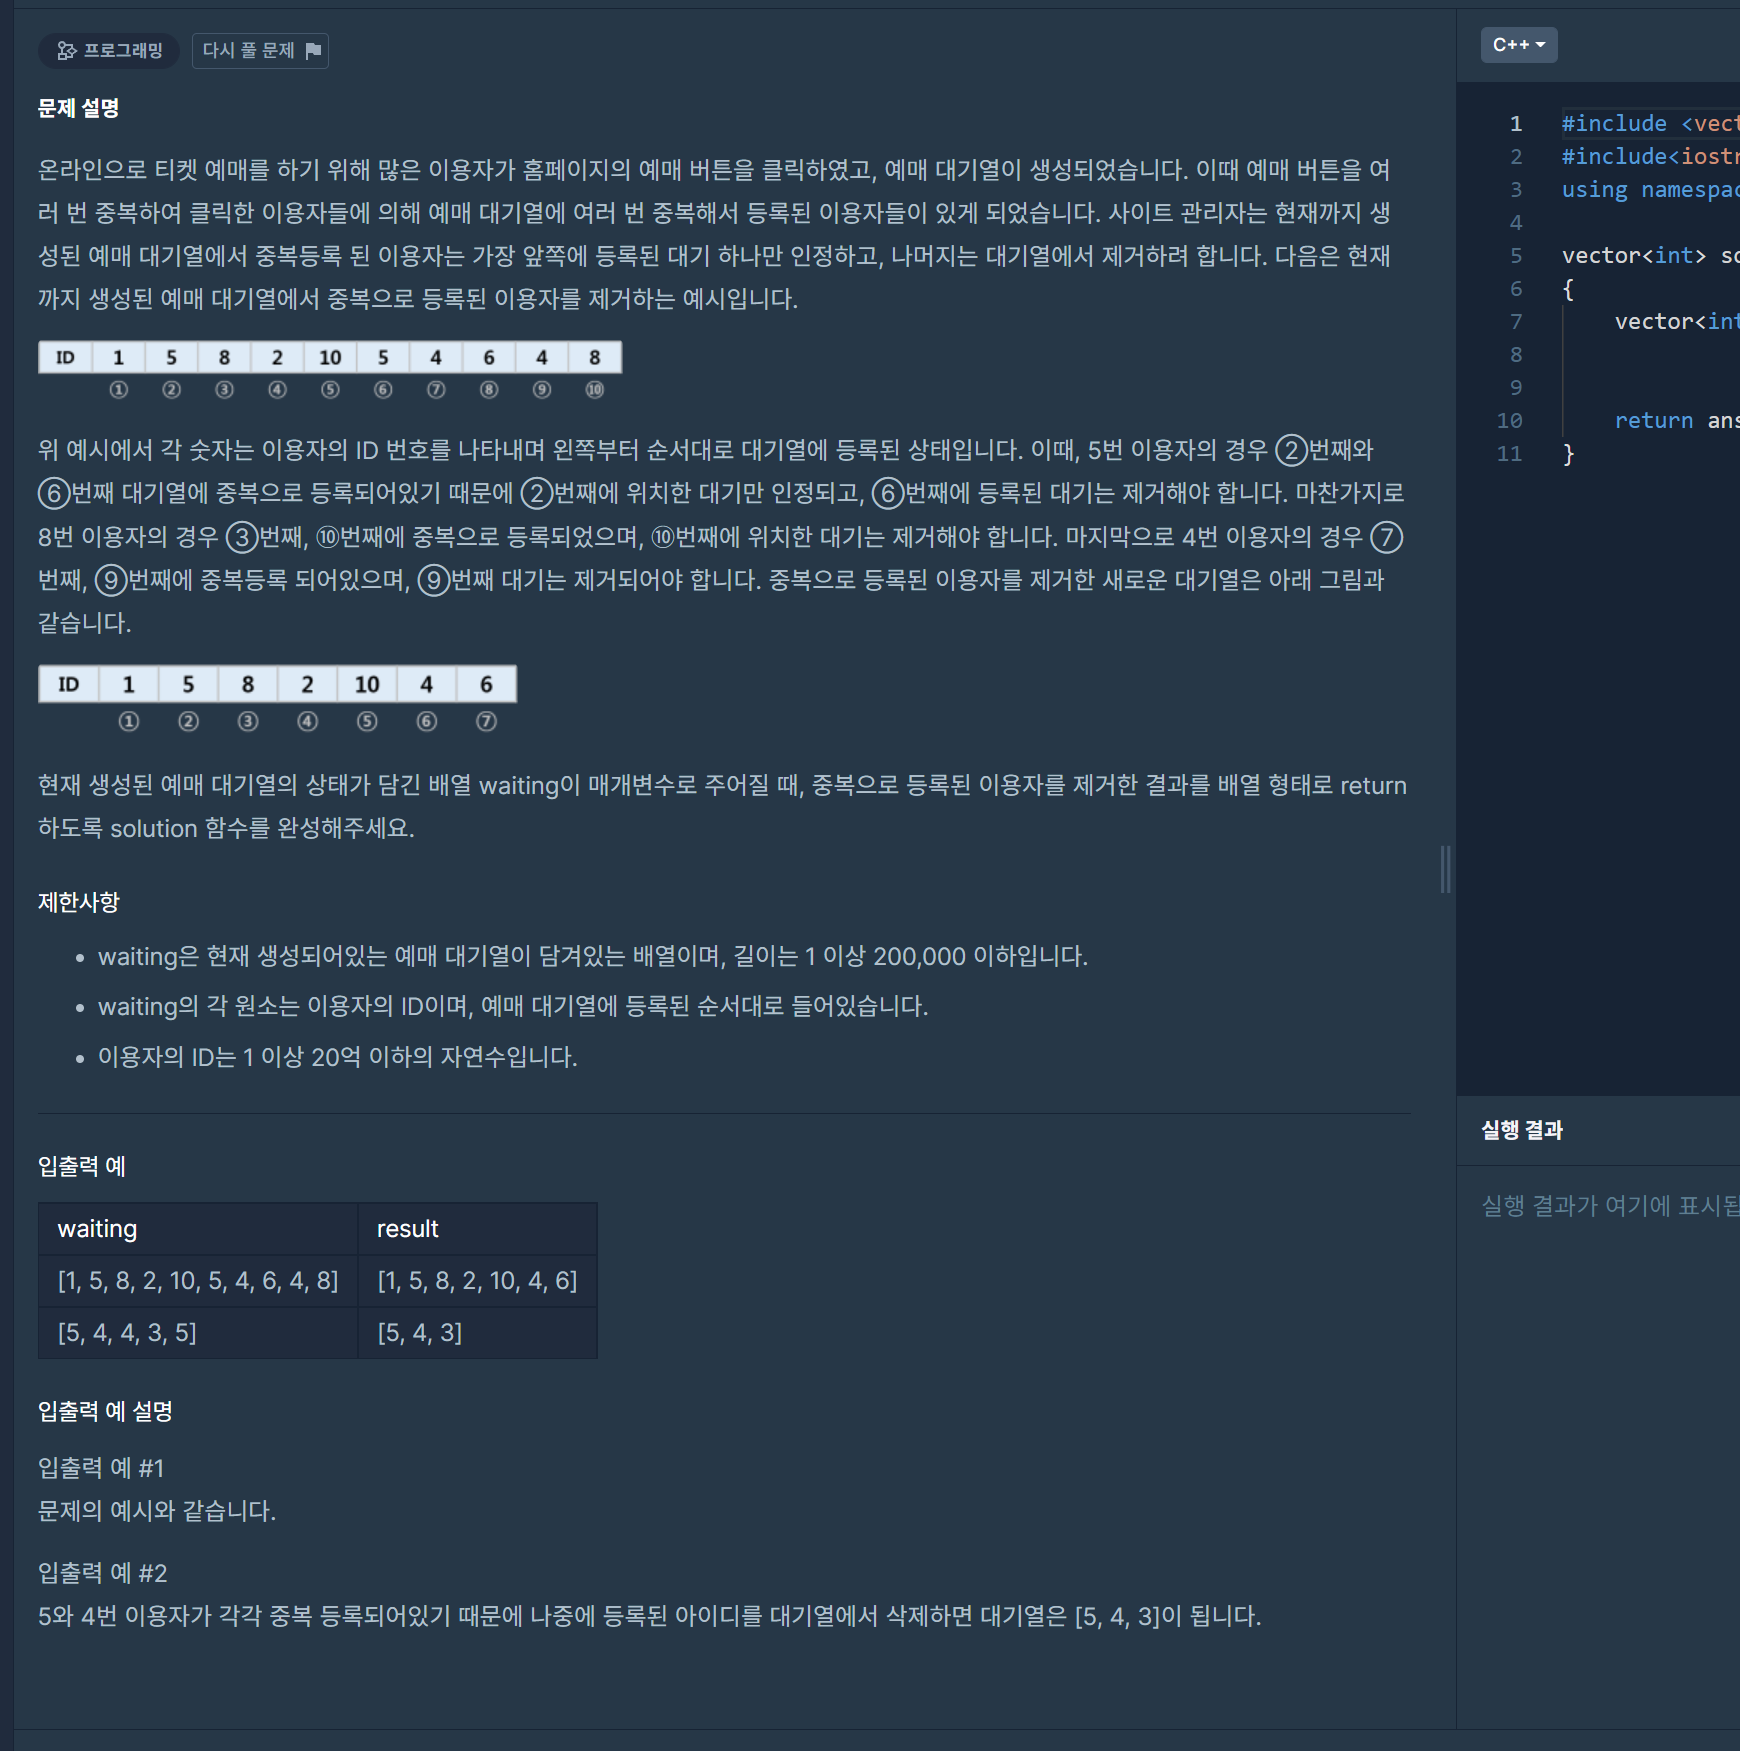 프로그래밍
다시 풀 문제
문제 설명
온라인으로 티켓 예매를 하기 위해 많은 이용자가 홈페이지의 예매 버튼을 클릭하였고, 예매 대기열이 생성되었습니다. 이때 예매 버튼을 여
러 번 중복하여 클릭한 이용자들에 의해 예매 대기열에 여러 번 중복해서 등록된 이용자들이 있게 되었습니다. 사이트 관리자는 현재까지 생
성된 예매 대기열에서 중복등록 된 이용자는 가장 앞쪽에 등록된 대기 하나만 인정하고, 나머지는 대기열에서 제거하려 합니다. 다음은 현재
까지 생성된 예매 대기열에서 중복으로 등록된 이용자를 제거하는 예시입니다.
ID 1 5 8 2 10 5 4 6 4 8
① ② ③ ④ ⑤ ⑥ ⑦ ⑧ ⑨ ⑩
위 예시에서 각 숫자는 이용자의 ID 번호를 나타내며 왼쪽부터 순서대로 대기열에 등록된 상태입니다. 이때, 5번 이용자의 경우 ②번째와
⑥번째 대기열에 중복으로 등록되어있기 때문에 ②번째에 위치한 대기만 인정되고, ⑥번째에 등록된 대기는 제거해야 합니다. 마찬가지로
8번 이용자의 경우 ③번째, ⑩번째에 중복으로 등록되었으며, ⑩번째에 위치한 대기는 제거해야 합니다. 마지막으로 4번 이용자의 경우 ⑦
번째, ⑨번째에 중복등록 되어있으며, ⑨번째 대기는 제거되어야 합니다. 중복으로 등록된 이용자를 제거한 새로운 대기열은 아래 그림과
같습니다.
ID 1 5 8 2 10 4 6
① ② ③ ④ ⑤ ⑥ ⑦
현재 생성된 예매 대기열의 상태가 담긴 배열 waiting이 매개변수로 주어질 때, 중복으로 등록된 이용자를 제거한 결과를 배열 형태로 return
하도록 solution 함수를 완성해주세요.
제한사항
• waiting은 현재 생성되어있는 예매 대기열이 담겨있는 배열이며, 길이는 1 이상 200,000 이하입니다.
• waiting의 각 원소는 이용자의 ID이며, 예매 대기열에 등록된 순서대로 들어있습니다.
• 이용자의 ID는 1 이상 20억 이하의 자연수입니다.
입출력 예
waiting result
[1, 5, 8, 2, 10, 5, 4, 6, 4, 8] [1, 5, 8, 2, 10, 4, 6]
[5, 4, 4, 3, 5] [5, 4, 3]
입출력 예 설명
입출력 예 #1
문제의 예시와 같습니다.
입출력 예 #2
5와 4번 이용자가 각각 중복 등록되어있기 때문에 나중에 등록된 아이디를 대기열에서 삭제하면 대기열은 [5, 4, 3]이 됩니다.
C++
1 #include <vect
2 #include<iostr
3 using namespac
4
5 vector<int> so
6 {
7 vector<int
8
9
10 return ans
11 }
실행 결과
실행 결과가 여기에 표시됩